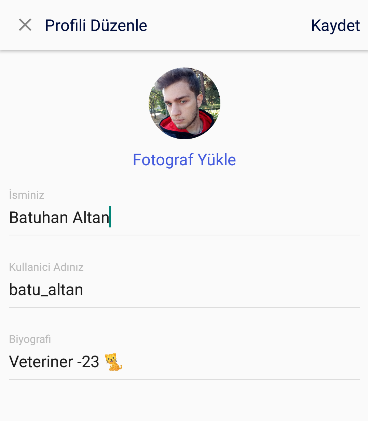 Profili Düzenle Kaydet
Fotograf Yükle
İsminiz
Batuhan Altan
Kullanici Adınız
batu_altan
Biyografi
Veteriner -23 🐈